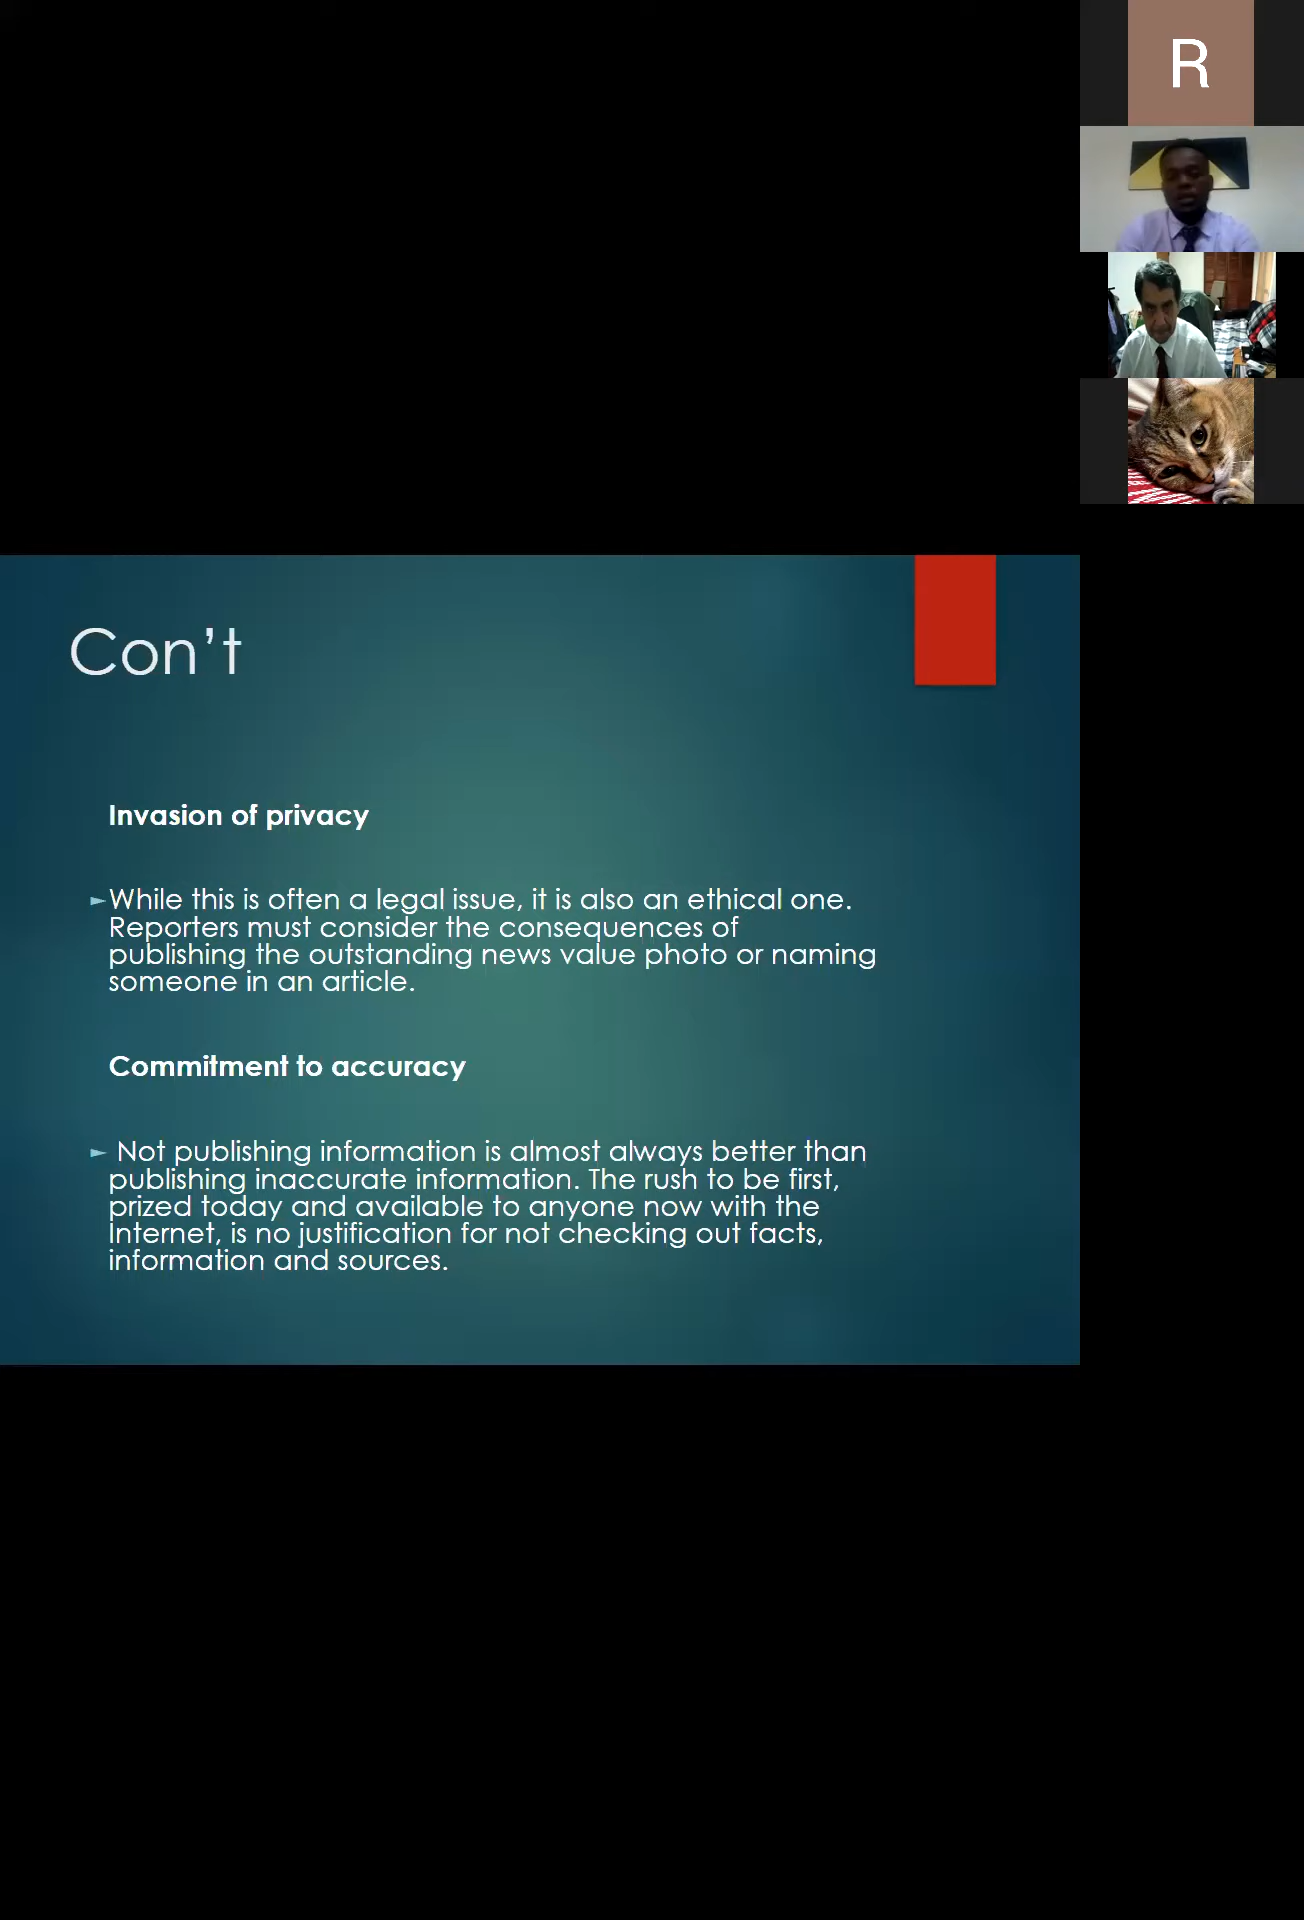 R
Con’t
Invasion of privacy
►While this is often a legal issue, it is also an ethical one.
Reporters must consider the consequences of
publishing the outstanding news value photo or naming
someone in an article.
Commitment to accuracy
► Not publishing information is almost always better than
publishing inaccurate information. The rush to be first,
prized today and available to anyone now with the
Internet, is no justification for not checking out facts,
information and sources.